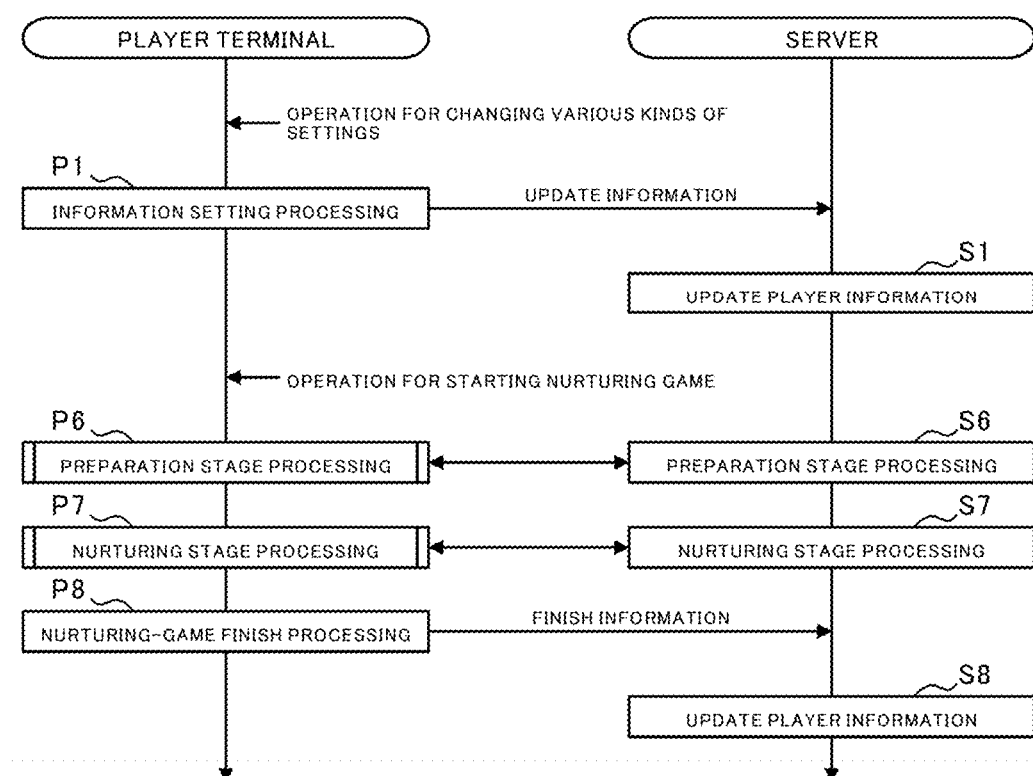 PLAYER TERMINAL
SERVER
OPERATION FOR CHANGING VARIOUS KINDS OF
SETTINGS
P1
INFORMATION SETTING PROCESSING
UPDATE INFORMATION
S1
UPDATE PLAYER INFORMATION
OPERATION FOR STARTING NURTURING GAME
P6
PREPARATION STAGE PROCESSING
S6
PREPARATION STAGE PROCESSING
P7
NURTURING STAGE PROCESSING
S7
NURTURING STAGE PROCESSING
P8
NURTURING-GAME FINISH PROCESSING
FINISH INFORMATION
S8
UPDATE PLAYER INFORMATION